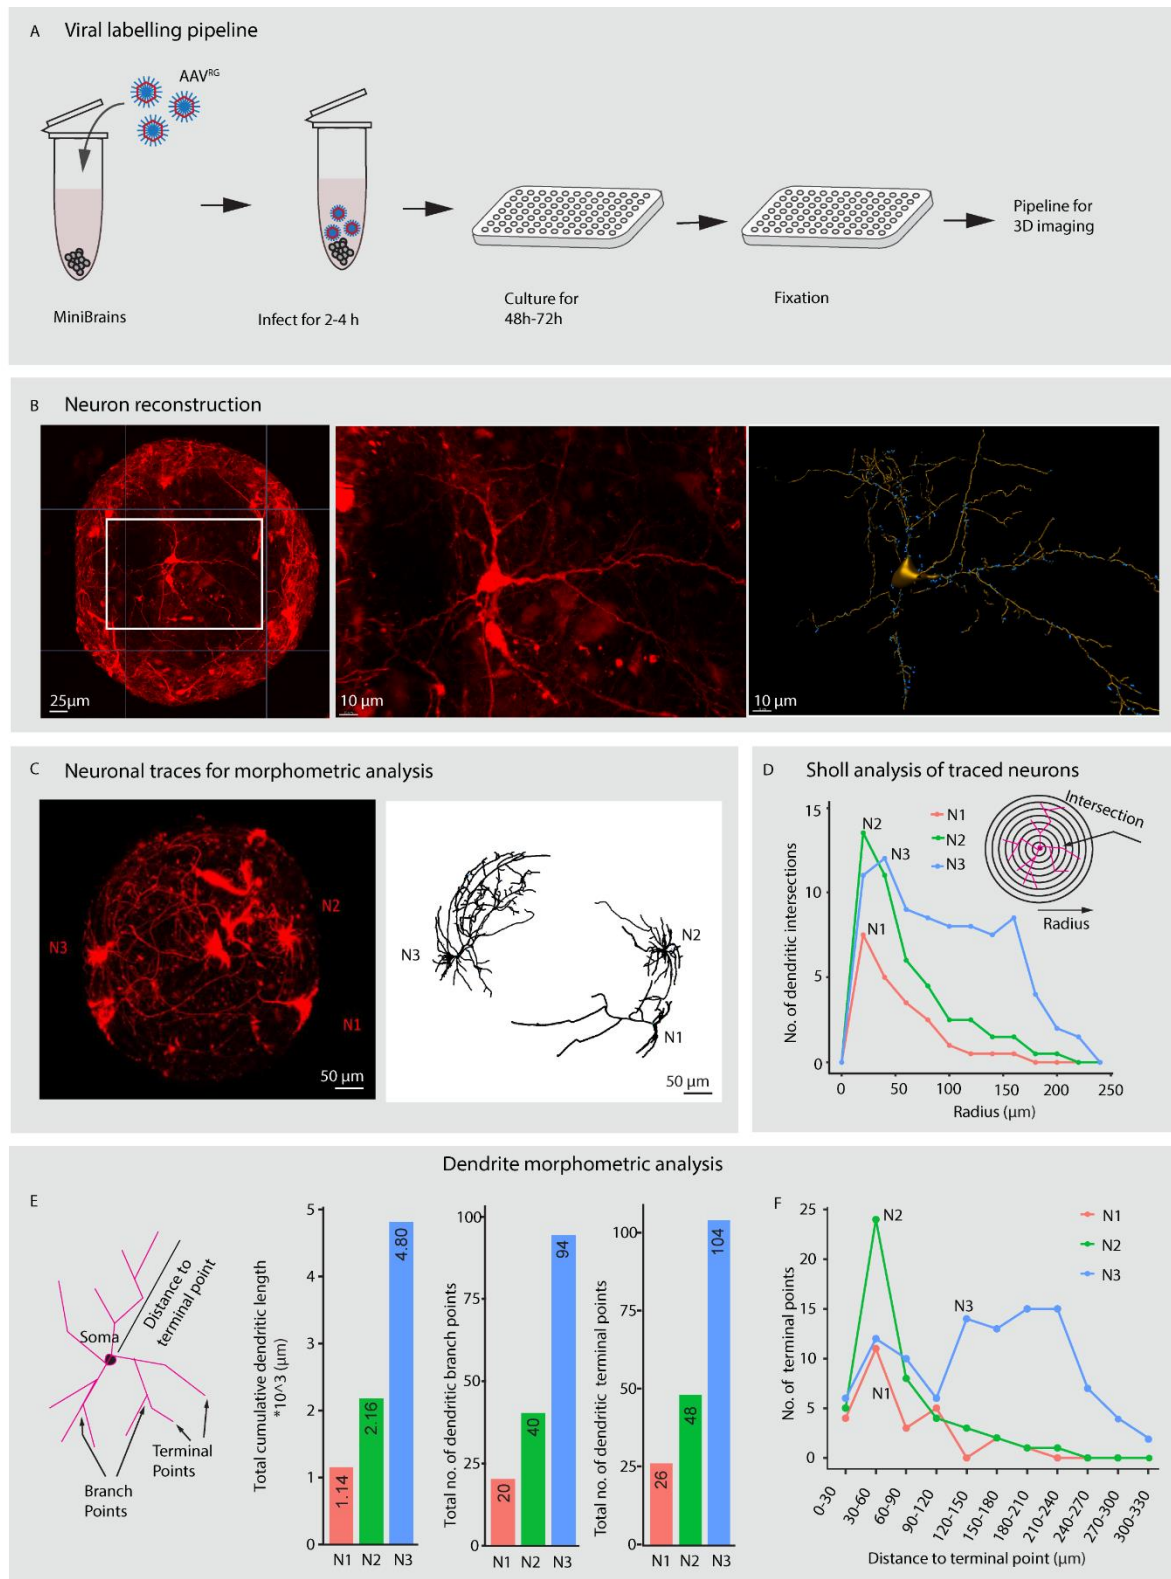 A Viral labelling pipeline
AAVRG
MiniBrains
Infect for 2-4 h
Culture for
48h-72h
Fixation
Pipeline for
3D imaging
B Neuron reconstruction
25μm
10 μm
10 μm
C Neuronal traces for morphometric analysis
N3
N2
N1
50 μm
N3
N2
N1
50 μm
D Sholl analysis of traced neurons
15
10
5
0
No. of dendritic intersections
N2
N3
N1
N1
N2
N3
Intersection
Radius
0 50 100 150 200 250
Radius (μm)
Dendrite morphometric analysis
E
Soma
Distance to
terminal point
Terminal
Points
Branch
Points
Total cumulative dendritic length
*10^3 (μm)
5
4
3
2
1
0
1.14
2.16
4.80
N1 N2 N3
Total no. of dendritic branch points
100
75
50
25
0
20
40
94
N1 N2 N3
Total no. of dendritic terminal points
100
75
50
25
0
26
48
104
N1 N2 N3
F
No. of terminal points
25
20
15
10
5
0
N2
N3
N1
N1
N2
N3
0-30
30-60
60-90
90-120
120-150
150-180
180-210
210-240
240-270
270-300
300-330
Distance to terminal point (μm)